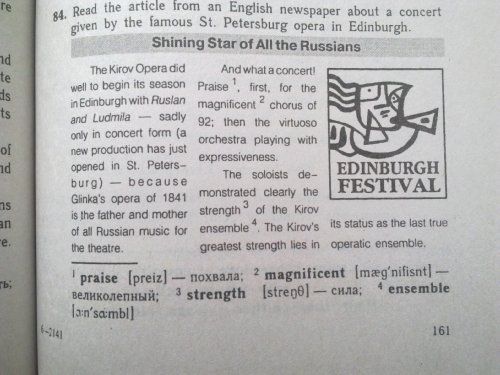 84. Read the article from an English newspaper about a concert
given by the famous St. Petersburg opera in Edinburgh.
Shining Star of All the Russians
The Kirov Opera did
well to begin its season
in Edinburgh with Ruslan
and Ludmila — sadly
only in concert form (a
new production has just
opened in St. Peters-
burg) — because
Glinka's opera of 1841
is the father and mother
of all Russian music for
the theatre.
And what a concert!
Praise ¹, first, for the
magnificent ² chorus of
92; then the virtuoso
orchestra playing with
expressiveness.
The soloists de-
monstrated clearly the
strength ³ of the Kirov
ensemble ⁴. The Kirov's
greatest strength lies in
EDINBURGH
FESTIVAL
its status as the last true
operatic ensemble.
¹ praise [preiz] — похвала; ² magnificent [mæg'nifisnt] —
великолепный; ³ strength [streŋθ] — сила; ⁴ ensemble
[ɔ:n'sɑ:mbl]
6–2141
161